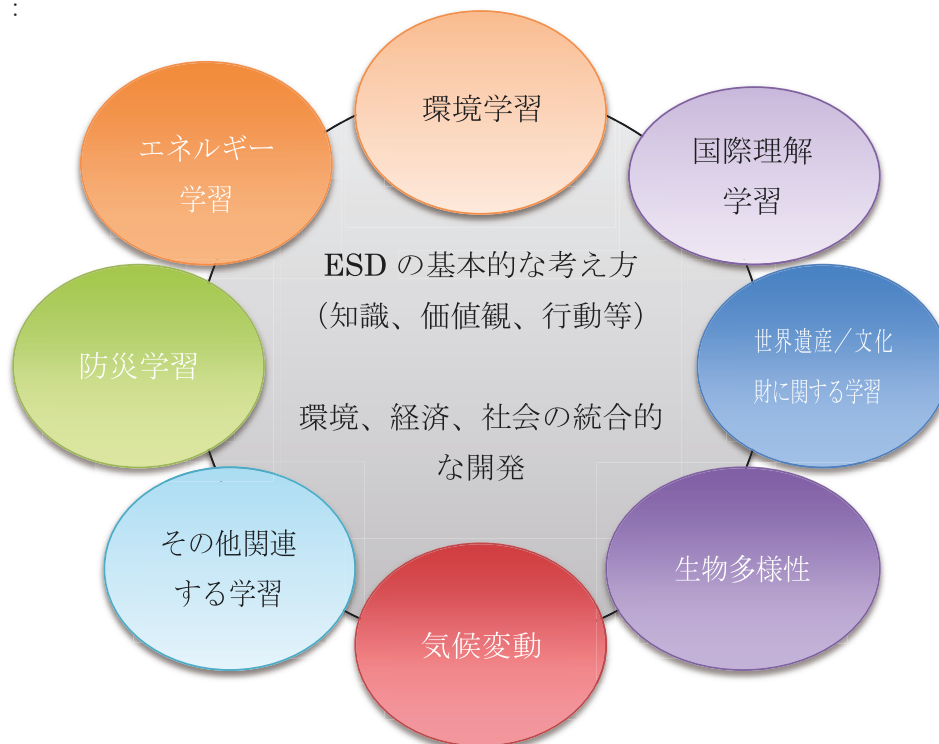 :
環境学習
エネルギー
学習
国際理解
学習
ESD の基本的な考え方
（知識、価値観、行動等）
防災学習
世界遺産／文化
財に関する学習
環境、経済、社会の統合的
な開発
その他関連
する学習
生物多様性
気候変動